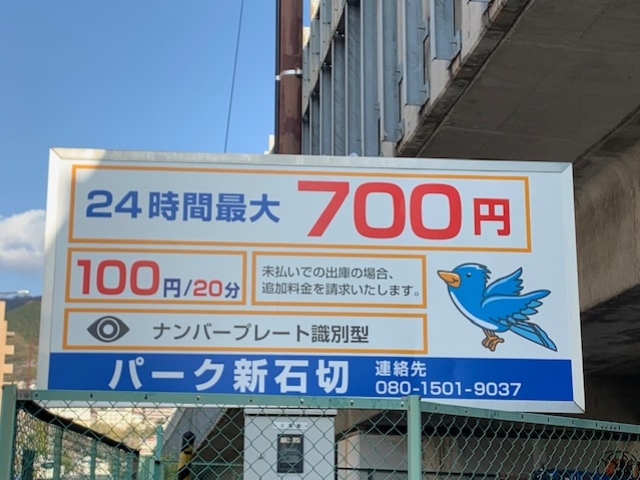 24時間最大 700円
100円/20分
未払いでの出庫の場合、
追加料金を請求いたします。
ナンバープレート識別型
パーク新石切
連絡先
080-1501-9037